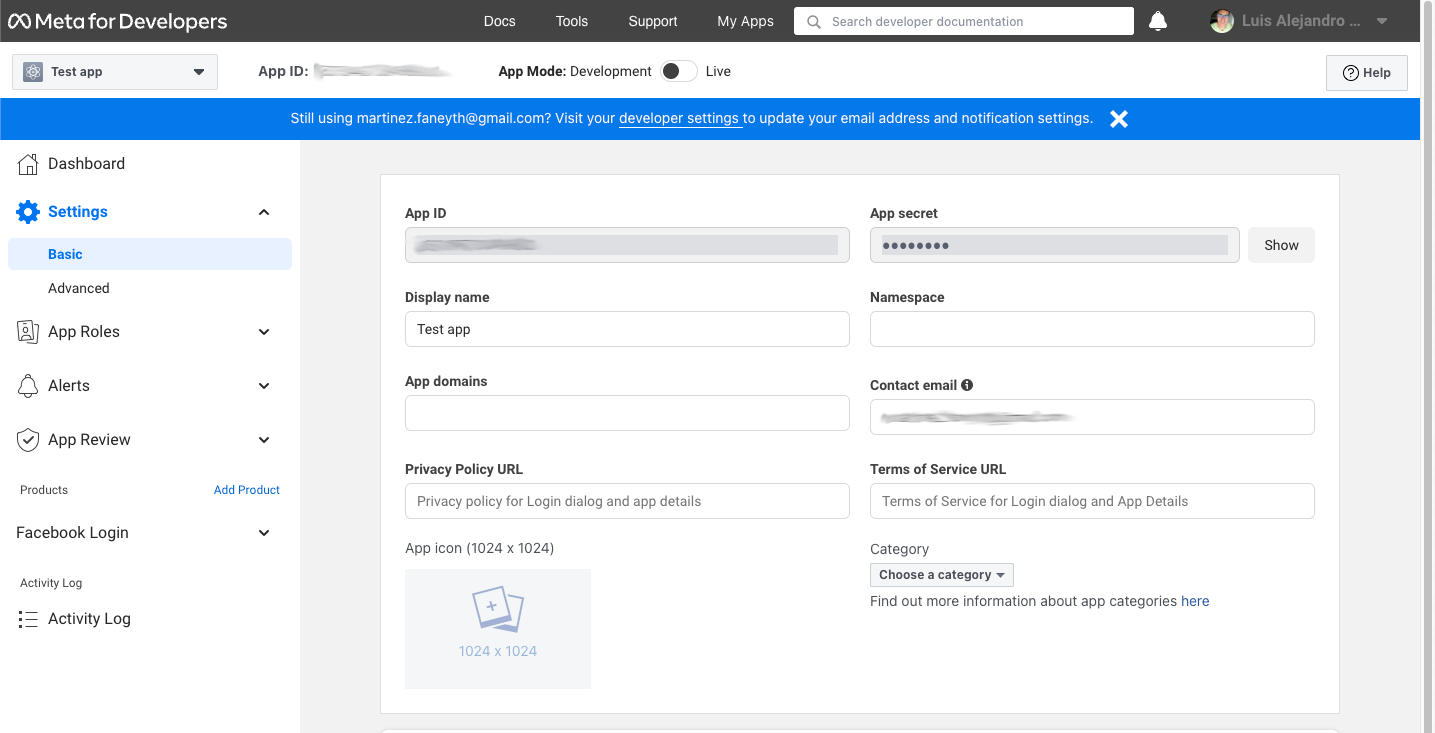 Meta for Developers
Docs Tools Support My Apps Search developer documentation Luis Alejandro ...
Test app App ID: App Mode: Development Live Help
Still using martinez.faneyth@gmail.com? Visit your developer settings to update your email address and notification settings.
Dashboard
Settings
Basic
Advanced
App Roles
Alerts
App Review
Products Add Product
Facebook Login
Activity Log
Activity Log
App ID App secret
●●●●●●●● Show
Display name Namespace
Test app
App domains Contact email
Privacy Policy URL Terms of Service URL
Privacy policy for Login dialog and app details Terms of Service for Login dialog and App Details
App icon (1024 x 1024) Category
Choose a category
Find out more information about app categories here
1024 x 1024